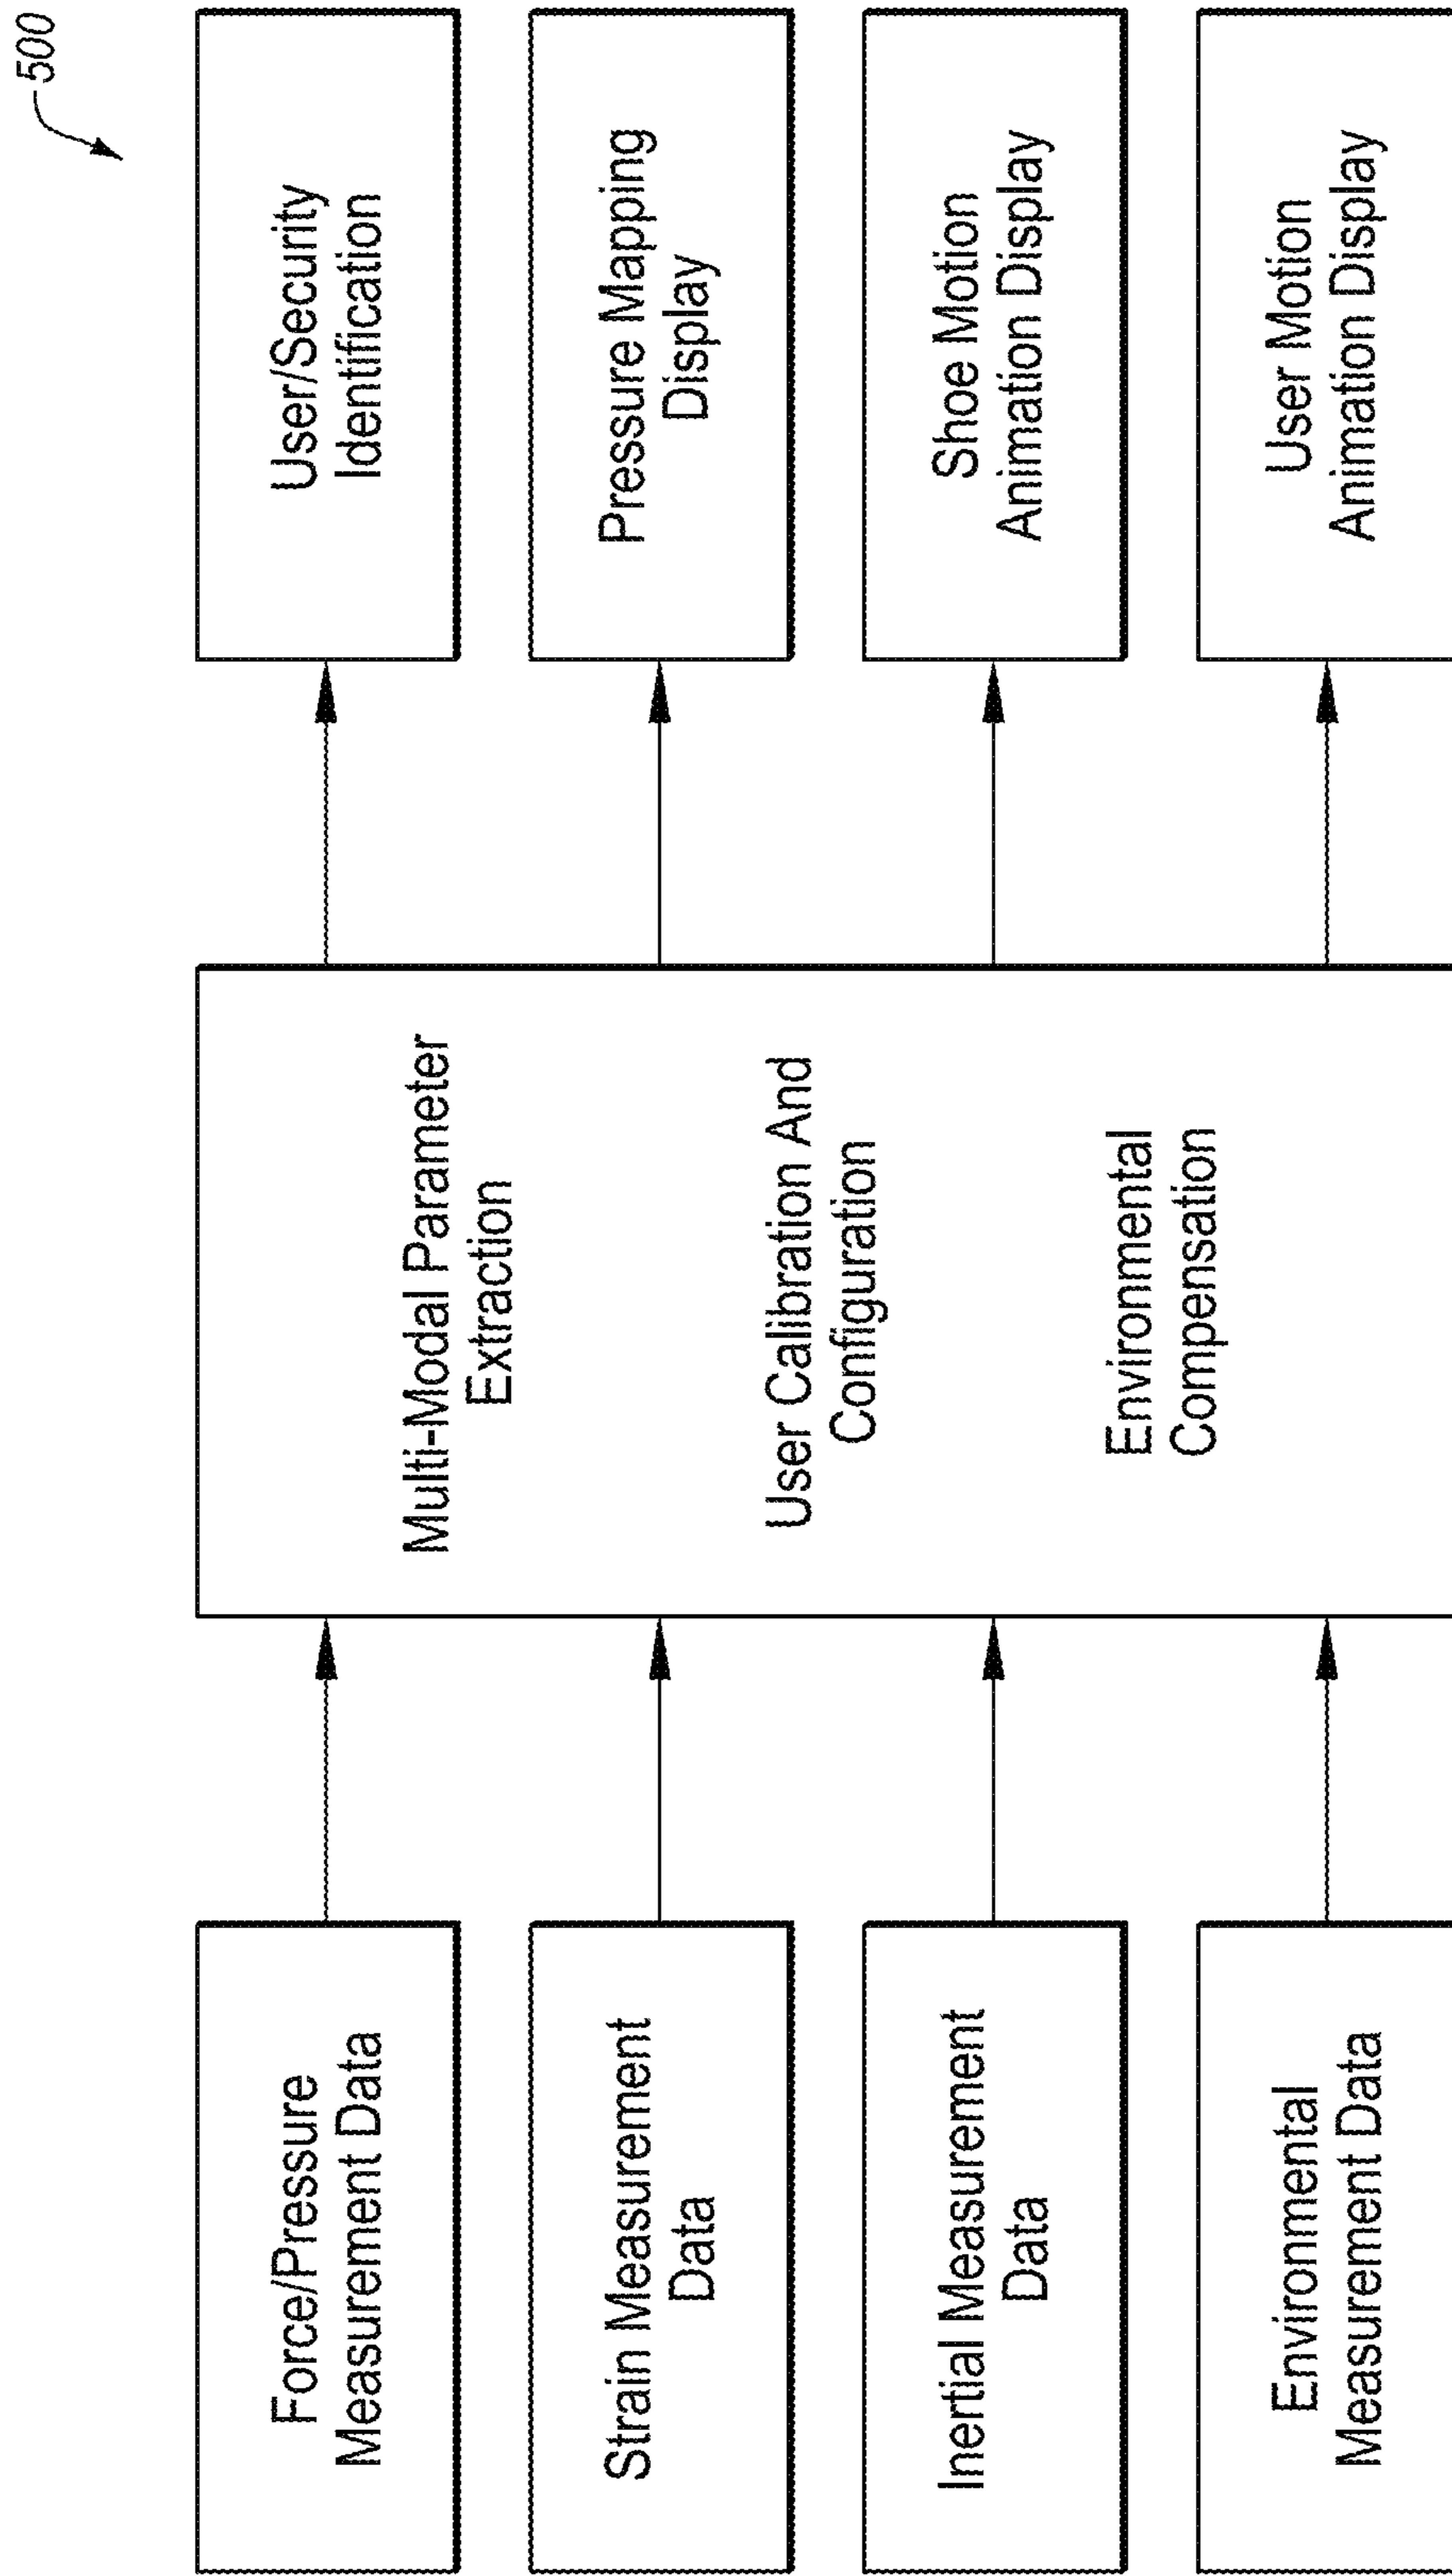 500
Force/Pressure
Measurement Data
Strain Measurement
Data
Inertial Measurement
Data
Environmental
Measurement Data
Multi-Modal Parameter
Extraction
User Calibration And
Configuration
Environmental
Compensation
User/Security
Identification
Pressure Mapping
Display
Shoe Motion
Animation Display
User Motion
Animation Display